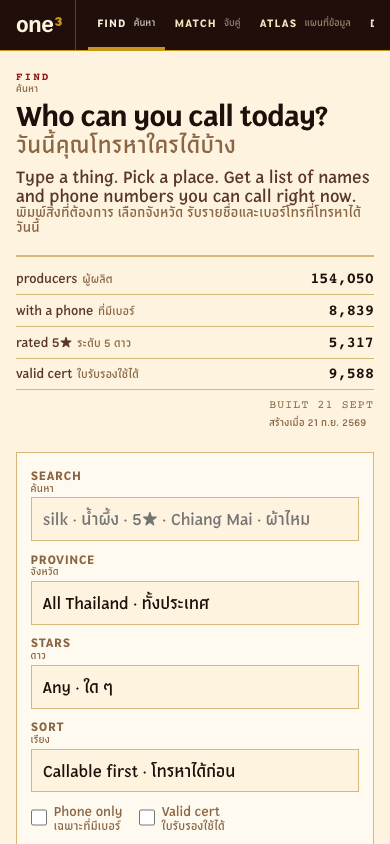 one³
FIND ค้นหา MATCH จับคู่ ATLAS แผนที่ข้อมูล
FIND
ค้นหา
Who can you call today?
วันนี้คุณโทรหาใครได้บ้าง
Type a thing. Pick a place. Get a list of names
and phone numbers you can call right now.
พิมพ์สิ่งที่ต้องการ เลือกจังหวัด รับรายชื่อและเบอร์โทรที่โทรหาได้
วันนี้
producers ผู้ผลิต 154,050
with a phone ที่มีเบอร์ 8,839
rated 5★ ระดับ 5 ดาว 5,317
valid cert ใบรับรองใช้ได้ 9,588
BUILT 21 SEPT
สร้างเมื่อ 21 ก.ย. 2569
SEARCH
ค้นหา
silk · น้ำผึ้ง · 5★ · Chiang Mai · ผ้าไหม
PROVINCE
จังหวัด
All Thailand · ทั้งประเทศ
STARS
ดาว
Any · ใด ๆ
SORT
เรียง
Callable first · โทรหาได้ก่อน
Phone only
เฉพาะที่มีเบอร์
Valid cert
ใบรับรองใช้ได้